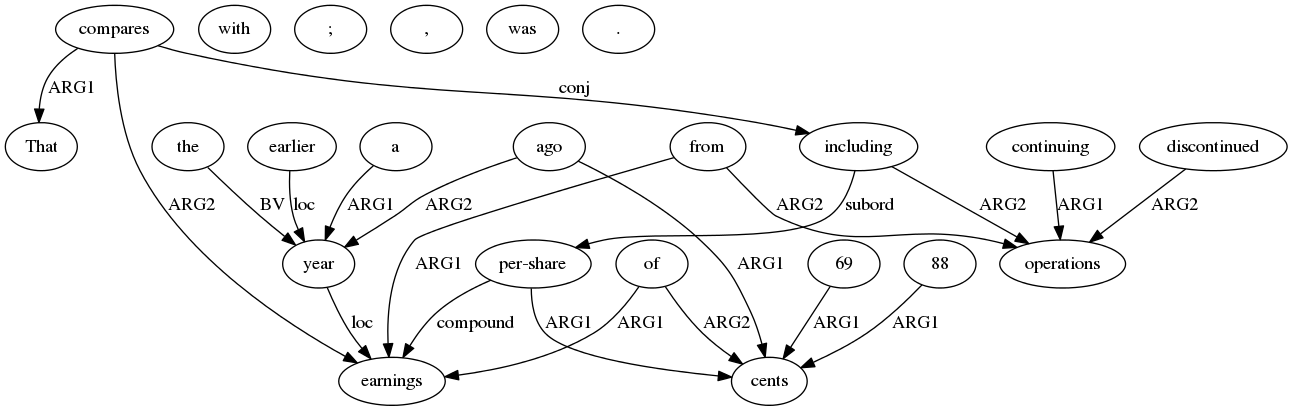 compares with ; , was .
ARG1 conj
That the earlier a ago from including continuing discontinued
ARG2 BV loc ARG1 ARG2 ARG2 subord ARG2 ARG1 ARG2
year per-share of 69 88 operations
ARG1 ARG1
loc compound ARG1 ARG1 ARG2 ARG1 ARG1
earnings cents